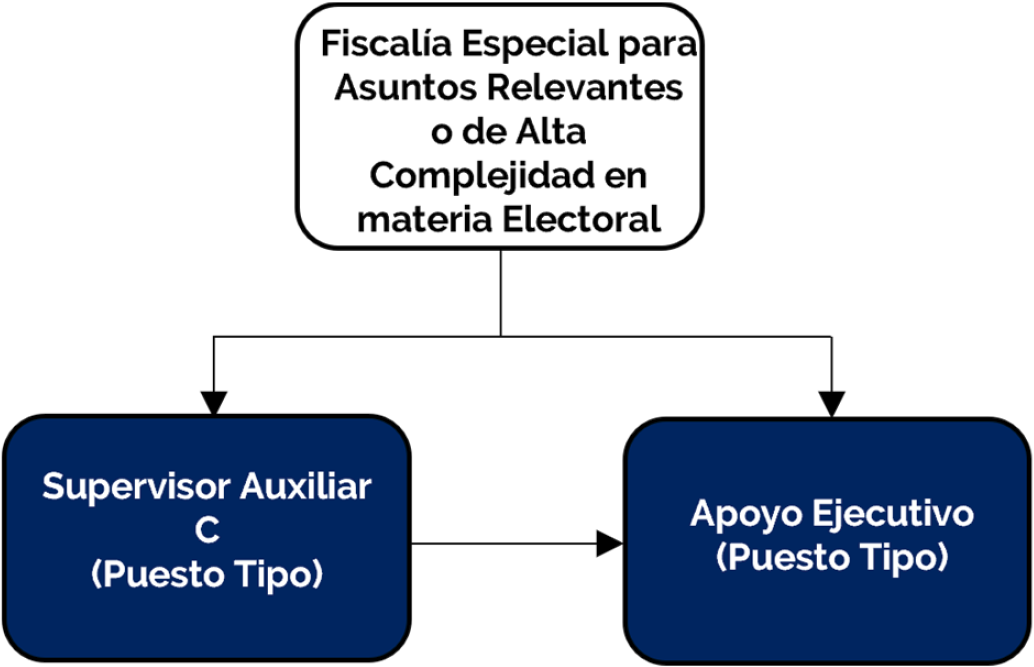 Fiscalía Especial para
Asuntos Relevantes
o de Alta
Complejidad en
materia Electoral
Supervisor Auxiliar
C
(Puesto Tipo)
Apoyo Ejecutivo
(Puesto Tipo)